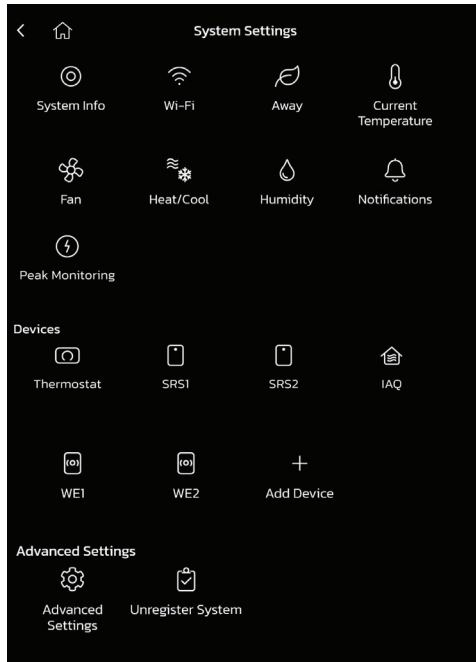 System Settings
System Info
Wi-Fi
Away
Current
Temperature
Fan
Heat/Cool
Humidity
Notifications
Peak Monitoring
Devices
Thermostat
SRS1
SRS2
IAQ
WE1
WE2
Add Device
Advanced Settings
Advanced
Settings
Unregister System